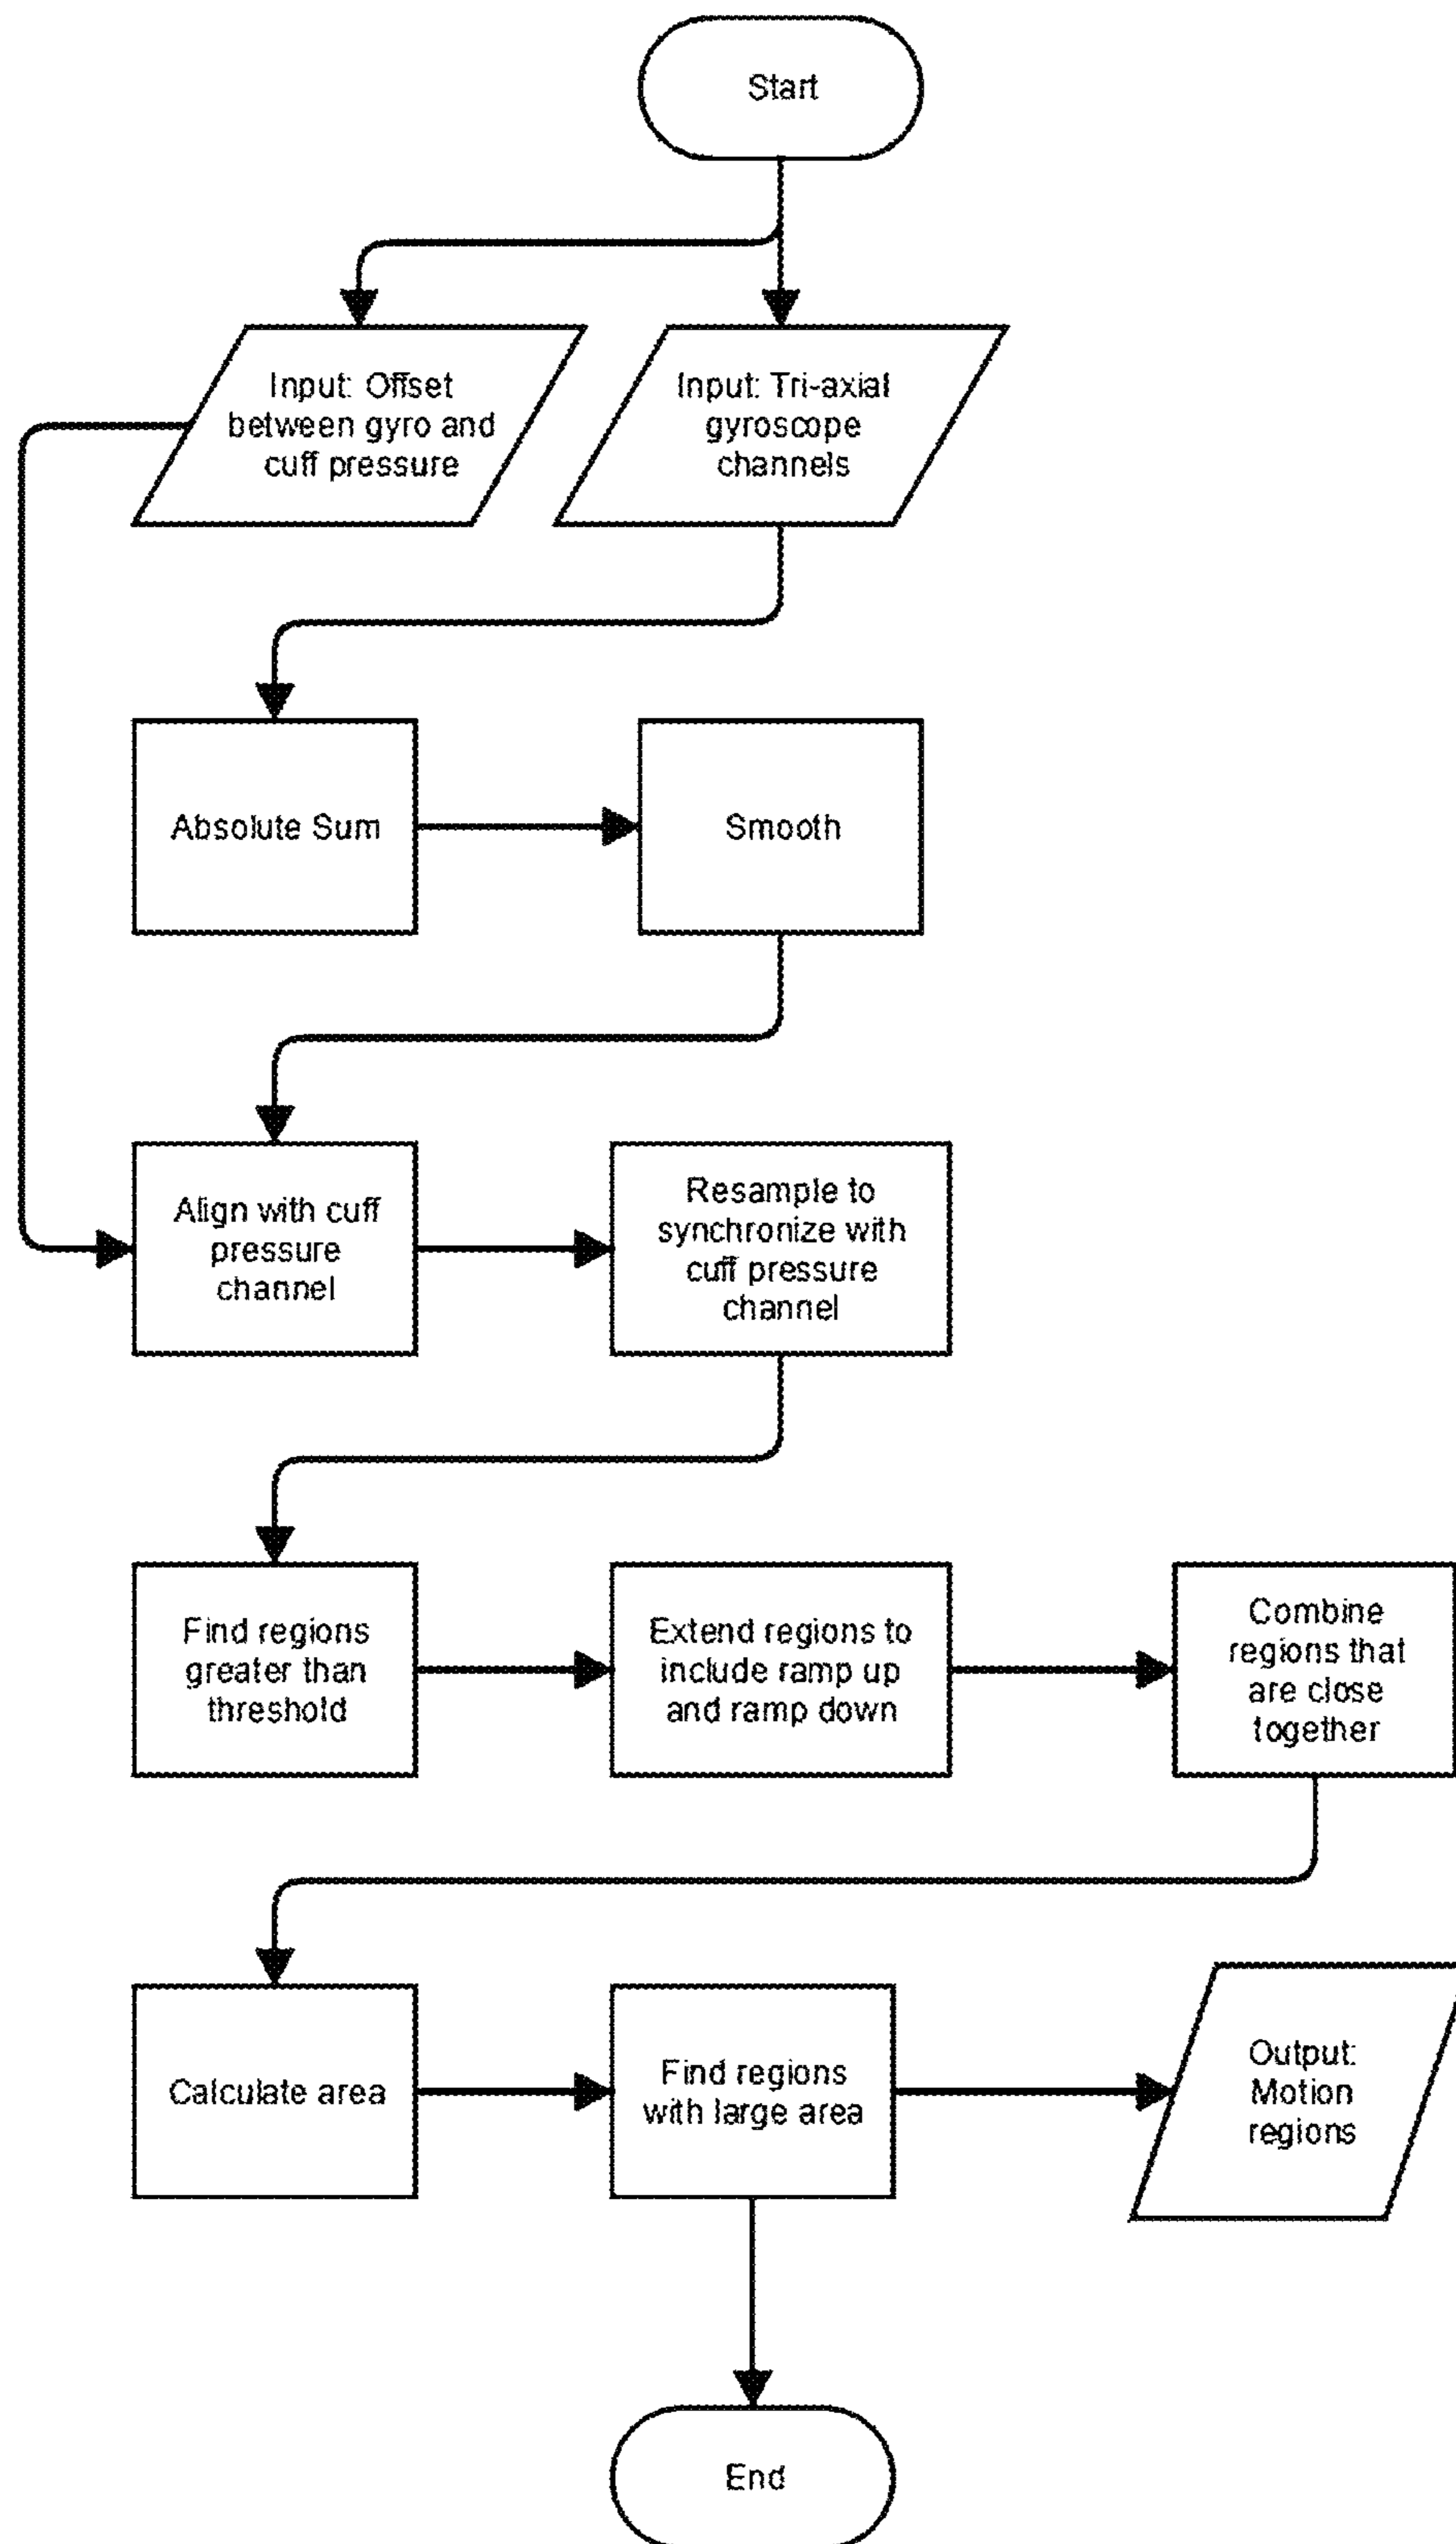 Start
Input: Offset
between gyro and
cuff pressure
Input: Tri-axial
gyroscope
channels
Absolute Sum
Smooth
Align with cuff
pressure
channel
Resample to
synchronize with
cuff pressure
channel
Find regions
greater than
threshold
Extend regions to
include ramp up
and ramp down
Combine
regions that
are close
together
Calculate area
Find regions
with large area
Output:
Motion
regions
End